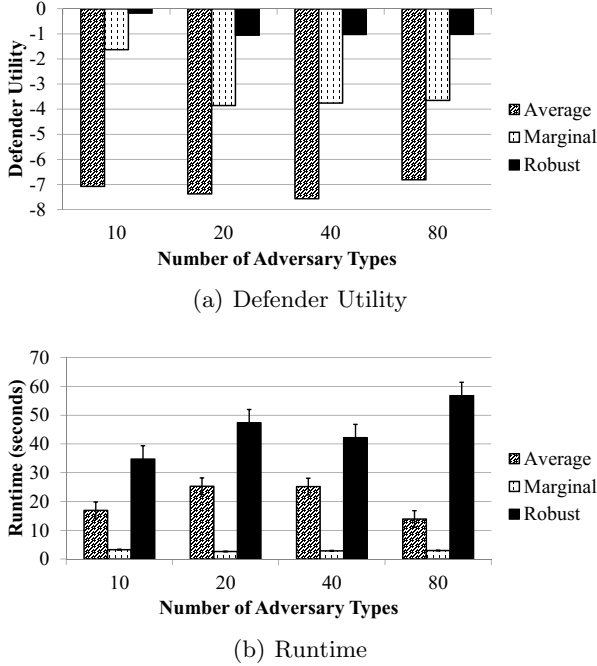 0
-1
-2
-3
-4
-5
-6
-7
-8
Defender Utility
10 20 40 80
Number of Adversary Types
Average
Marginal
Robust
(a) Defender Utility
70
60
50
40
30
20
10
0
Runtime (seconds)
10 20 40 80
Number of Adversary Types
Average
Marginal
Robust
(b) Runtime